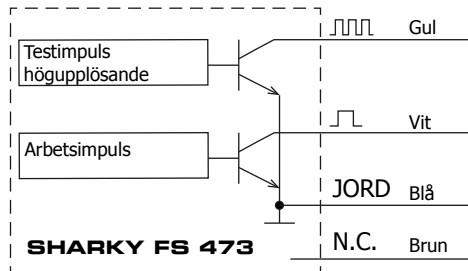 Testimpuls
högupplösande
Gul
Arbetsimpuls
Vit
JORD Blå
SHARKY FS 473
N.C. Brun